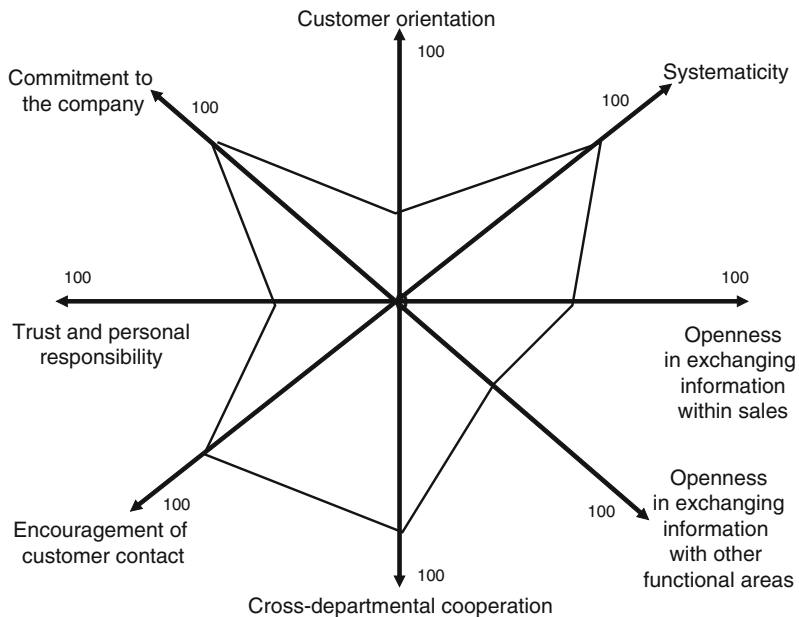 Customer orientation
100
Systematicity
100
Commitment to
the company
100
100
Trust and personal
responsibility
100
Openness
in exchanging
information
within sales
100
Encouragement of
customer contact
100
Openness
in exchanging
information
with other
functional areas
100
Cross-departmental cooperation